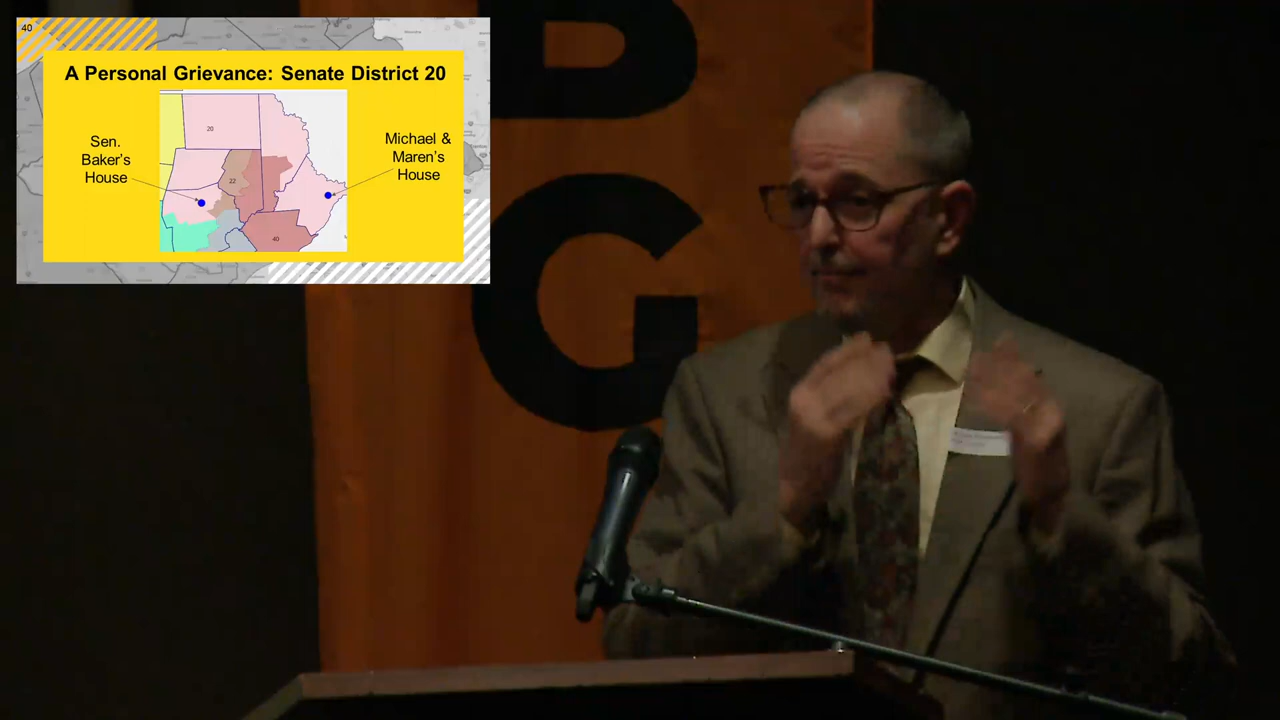 40
A Personal Grievance: Senate District 20
Sen.
Baker's
House
Michael &
Maren's
House
20
22
40
G